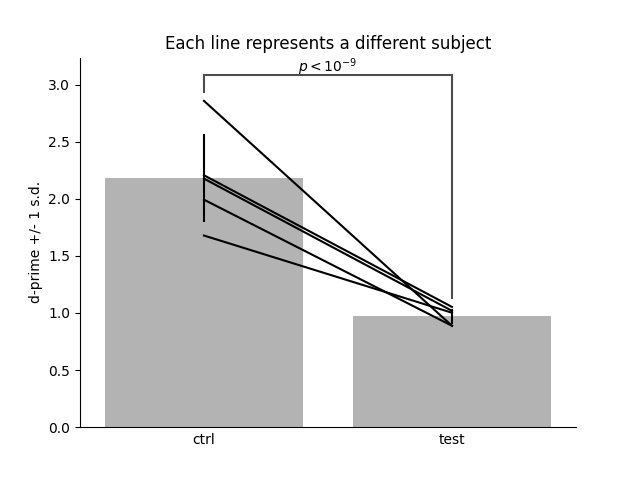 Each line represents a different subject
p < 10⁻⁹
d-prime +/- 1 s.d.
3.0
2.5
2.0
1.5
1.0
0.5
0.0
ctrl
test